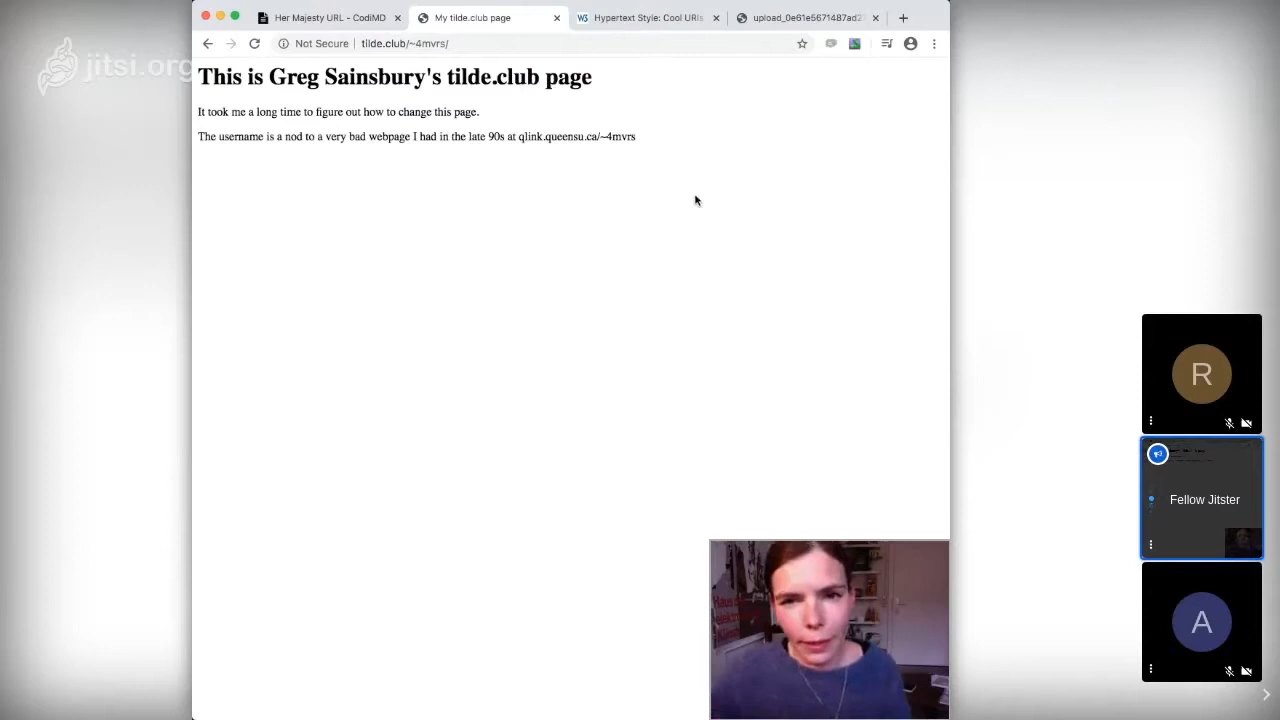 Her Majesty URL - CodiMD
My tilde.club page
Hypertext Style: Cool URIs
upload_0e61e5671487ad2
Not Secure
tilde.club/~4mvrs/
jitsi.org
This is Greg Sainsbury's tilde.club page
It took me a long time to figure out how to change this page.
The username is a nod to a very bad webpage I had in the late 90s at qlink.queensu.ca/~4mvrs
R
Fellow Jitster
A
Haus der